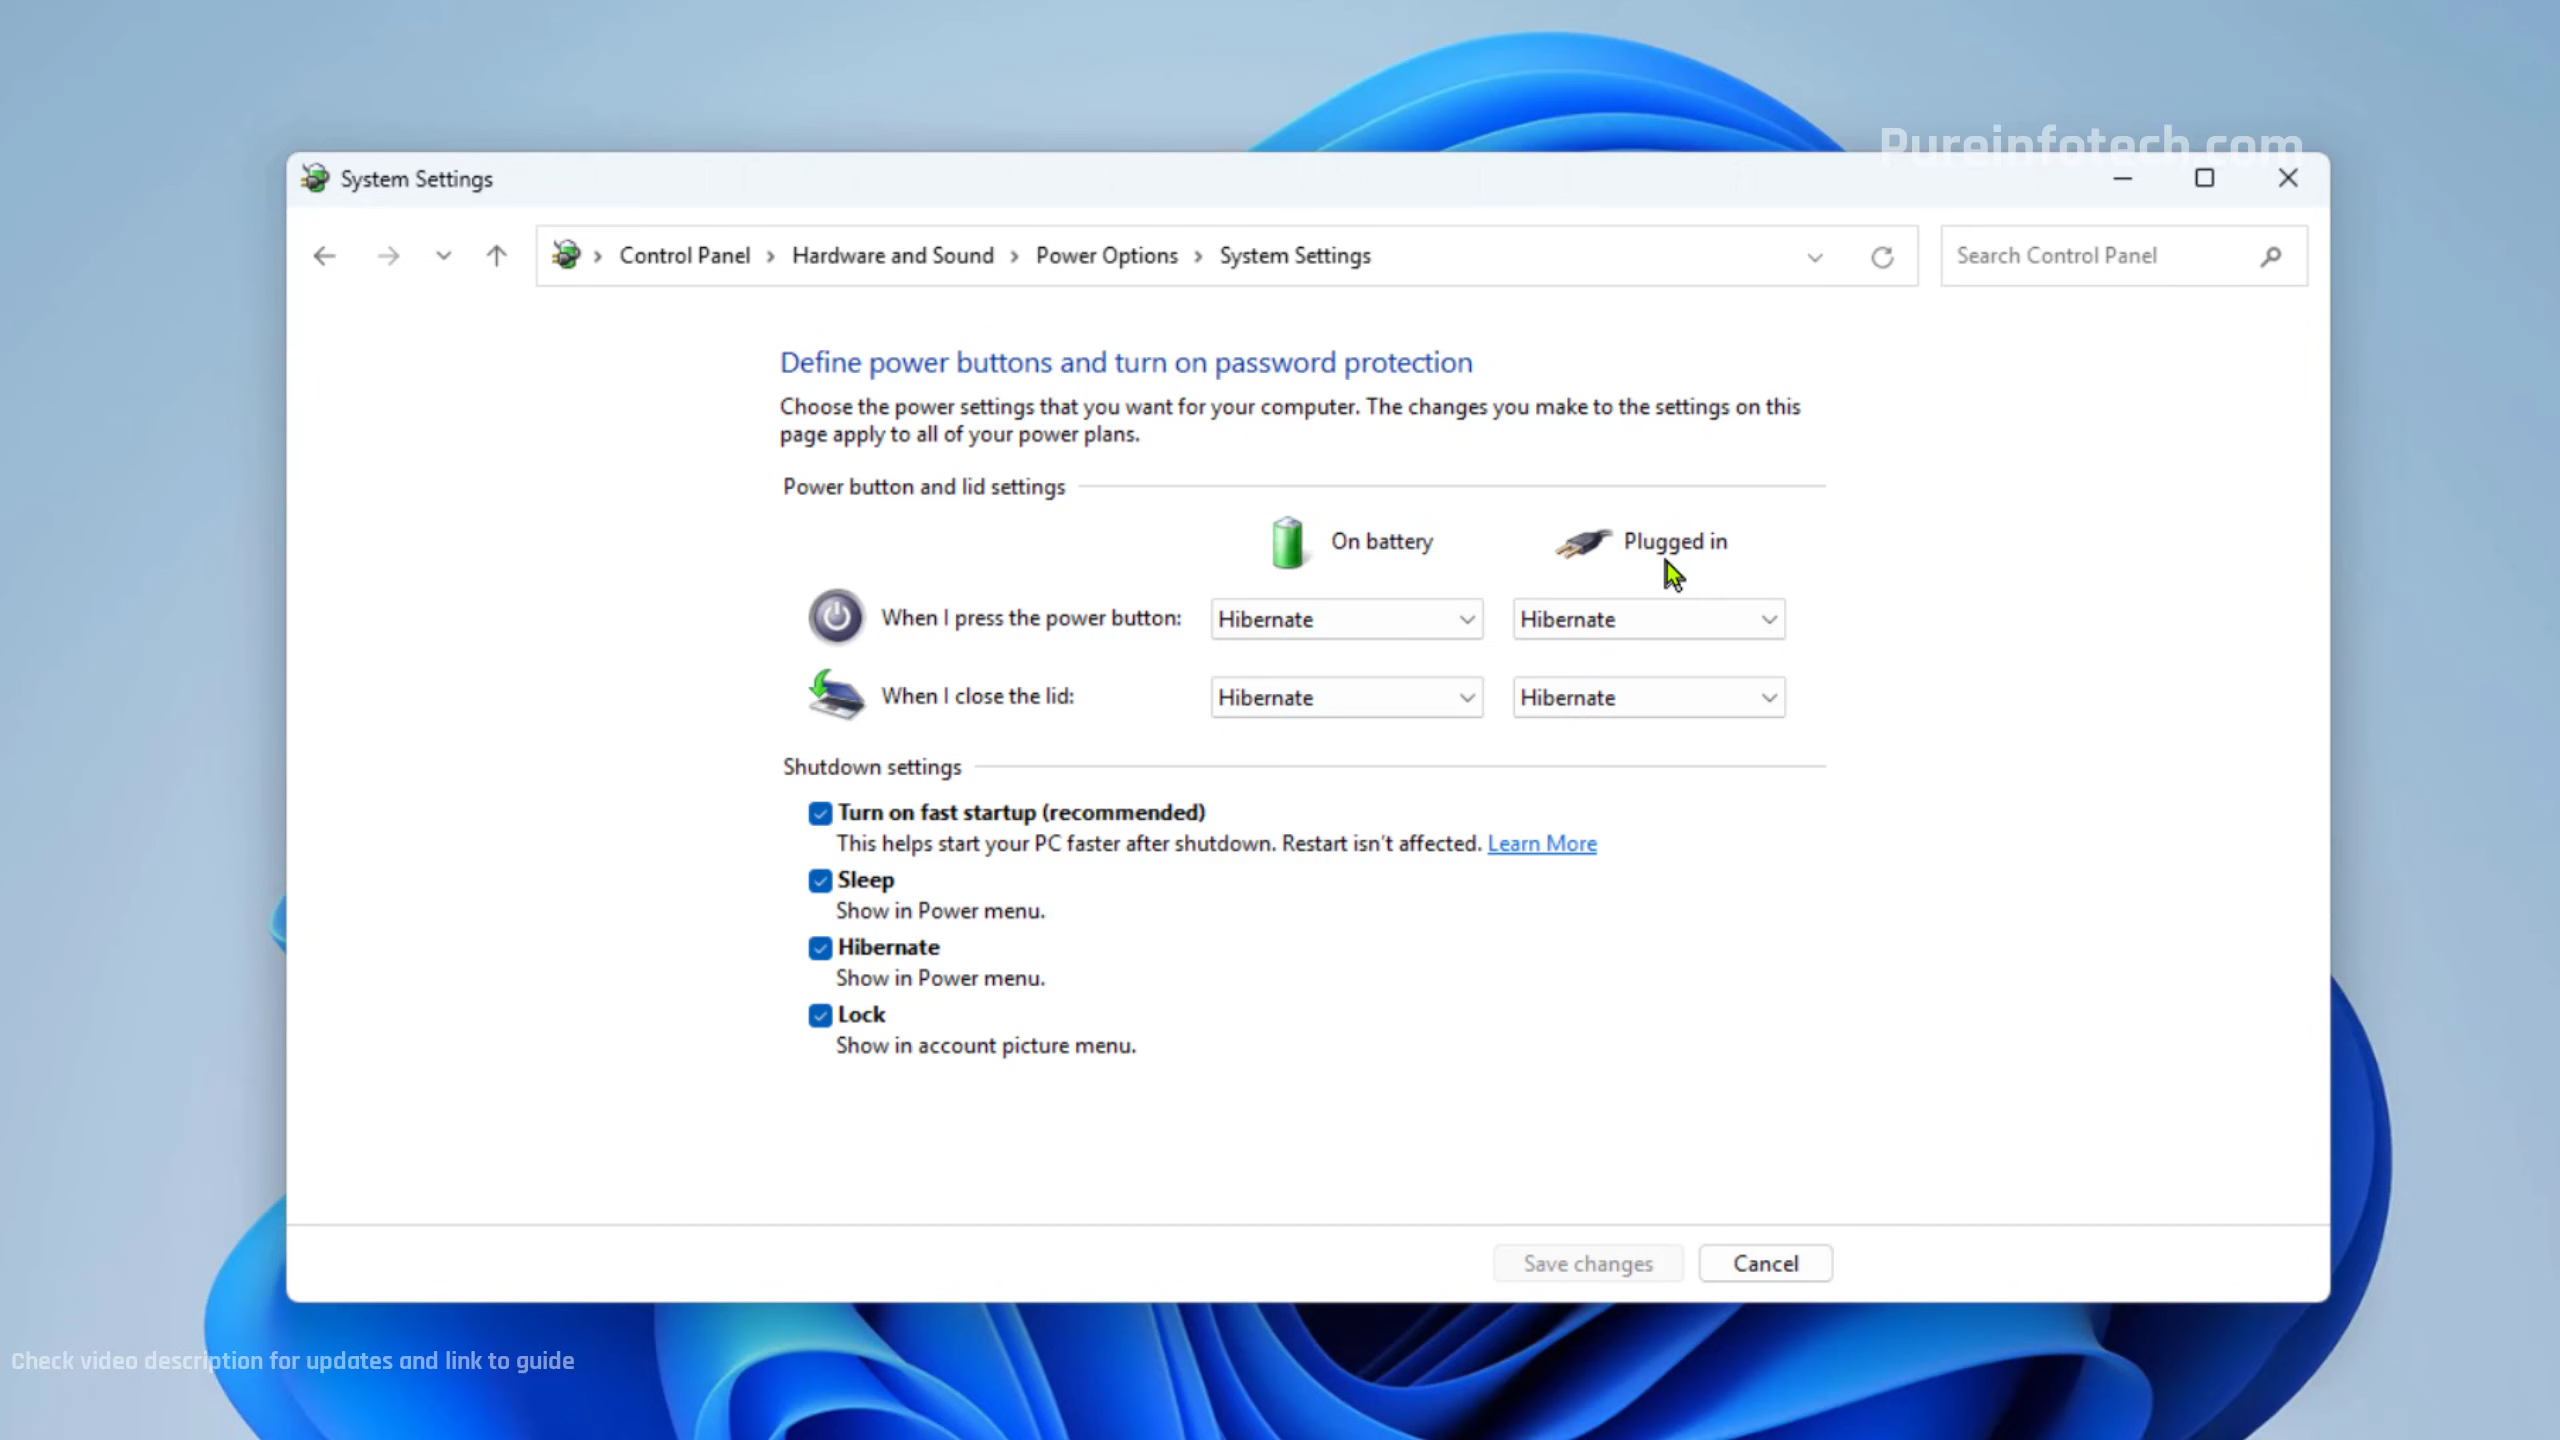 Pureinfotech.com
System Settings
Control Panel > Hardware and Sound > Power Options > System Settings
Search Control Panel
Define power buttons and turn on password protection
Choose the power settings that you want for your computer. The changes you make to the settings on this
page apply to all of your power plans.
Power button and lid settings
On battery Plugged in
When I press the power button: Hibernate Hibernate
When I close the lid: Hibernate Hibernate
Shutdown settings
Turn on fast startup (recommended)
This helps start your PC faster after shutdown. Restart isn't affected. Learn More
Sleep
Show in Power menu.
Hibernate
Show in Power menu.
Lock
Show in account picture menu.
Save changes Cancel
Check video description for updates and link to guide